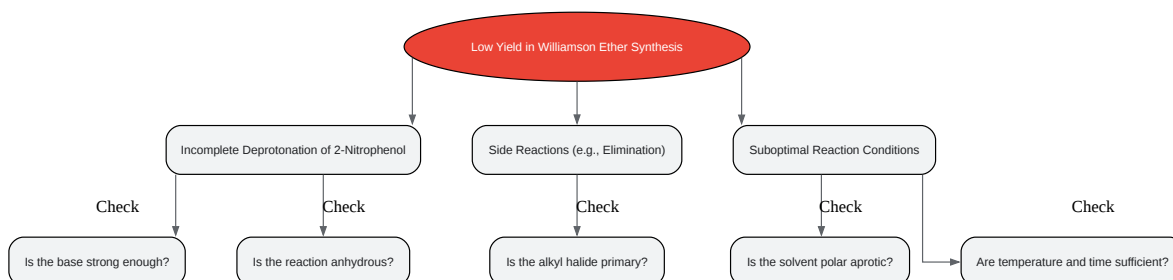 Low Yield in Williamson Ether Synthesis
Incomplete Deprotonation of 2-Nitrophenol
Side Reactions (e.g., Elimination)
Suboptimal Reaction Conditions
Check
Check
Check
Check
Check
Is the base strong enough?
Is the reaction anhydrous?
Is the alkyl halide primary?
Is the solvent polar aprotic?
Are temperature and time sufficient?